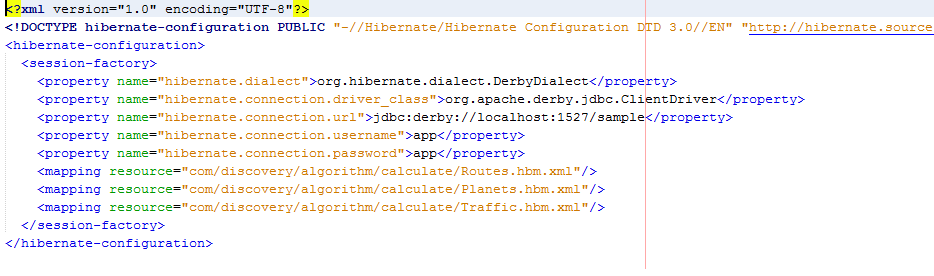 <?xml version="1.0" encoding="UTF-8"?>
<!DOCTYPE hibernate-configuration PUBLIC "-//Hibernate/Hibernate Configuration DTD 3.0//EN" "http://hibernate.source
<hibernate-configuration>
<session-factory>
<property name="hibernate.dialect">org.hibernate.dialect.DerbyDialect</property>
<property name="hibernate.connection.driver_class">org.apache.derby.jdbc.ClientDriver</property>
<property name="hibernate.connection.url">jdbc:derby://localhost:1527/sample</property>
<property name="hibernate.connection.username">app</property>
<property name="hibernate.connection.password">app</property>
<mapping resource="com/discovery/algorithm/calculate/Routes.hbm.xml"/>
<mapping resource="com/discovery/algorithm/calculate/Planets.hbm.xml"/>
<mapping resource="com/discovery/algorithm/calculate/Traffic.hbm.xml"/>
</session-factory>
</hibernate-configuration>